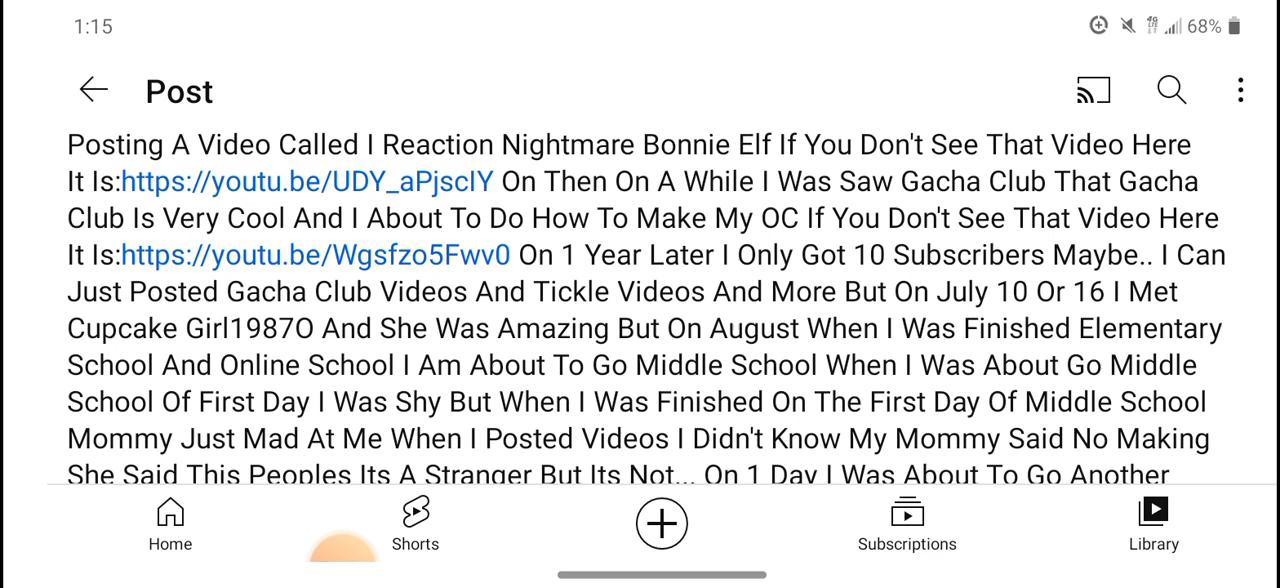 1:15
68%
Post
Posting A Video Called I Reaction Nightmare Bonnie Elf If You Don't See That Video Here
It Is:https://youtu.be/UDY_aPjscIY On Then On A While I Was Saw Gacha Club That Gacha
Club Is Very Cool And I About To Do How To Make My OC If You Don't See That Video Here
It Is:https://youtu.be/Wgsfzo5Fwv0 On 1 Year Later I Only Got 10 Subscribers Maybe.. I Can
Just Posted Gacha Club Videos And Tickle Videos And More But On July 10 Or 16 I Met
Cupcake Girl1987O And She Was Amazing But On August When I Was Finished Elementary
School And Online School I Am About To Go Middle School When I Was About Go Middle
School Of First Day I Was Shy But When I Was Finished On The First Day Of Middle School
Mommy Just Mad At Me When I Posted Videos I Didn't Know My Mommy Said No Making
She Said This Peoples Its A Stranger But Its Not... On 1 Day I Was About To Go Another
Home
Shorts
Subscriptions
Library